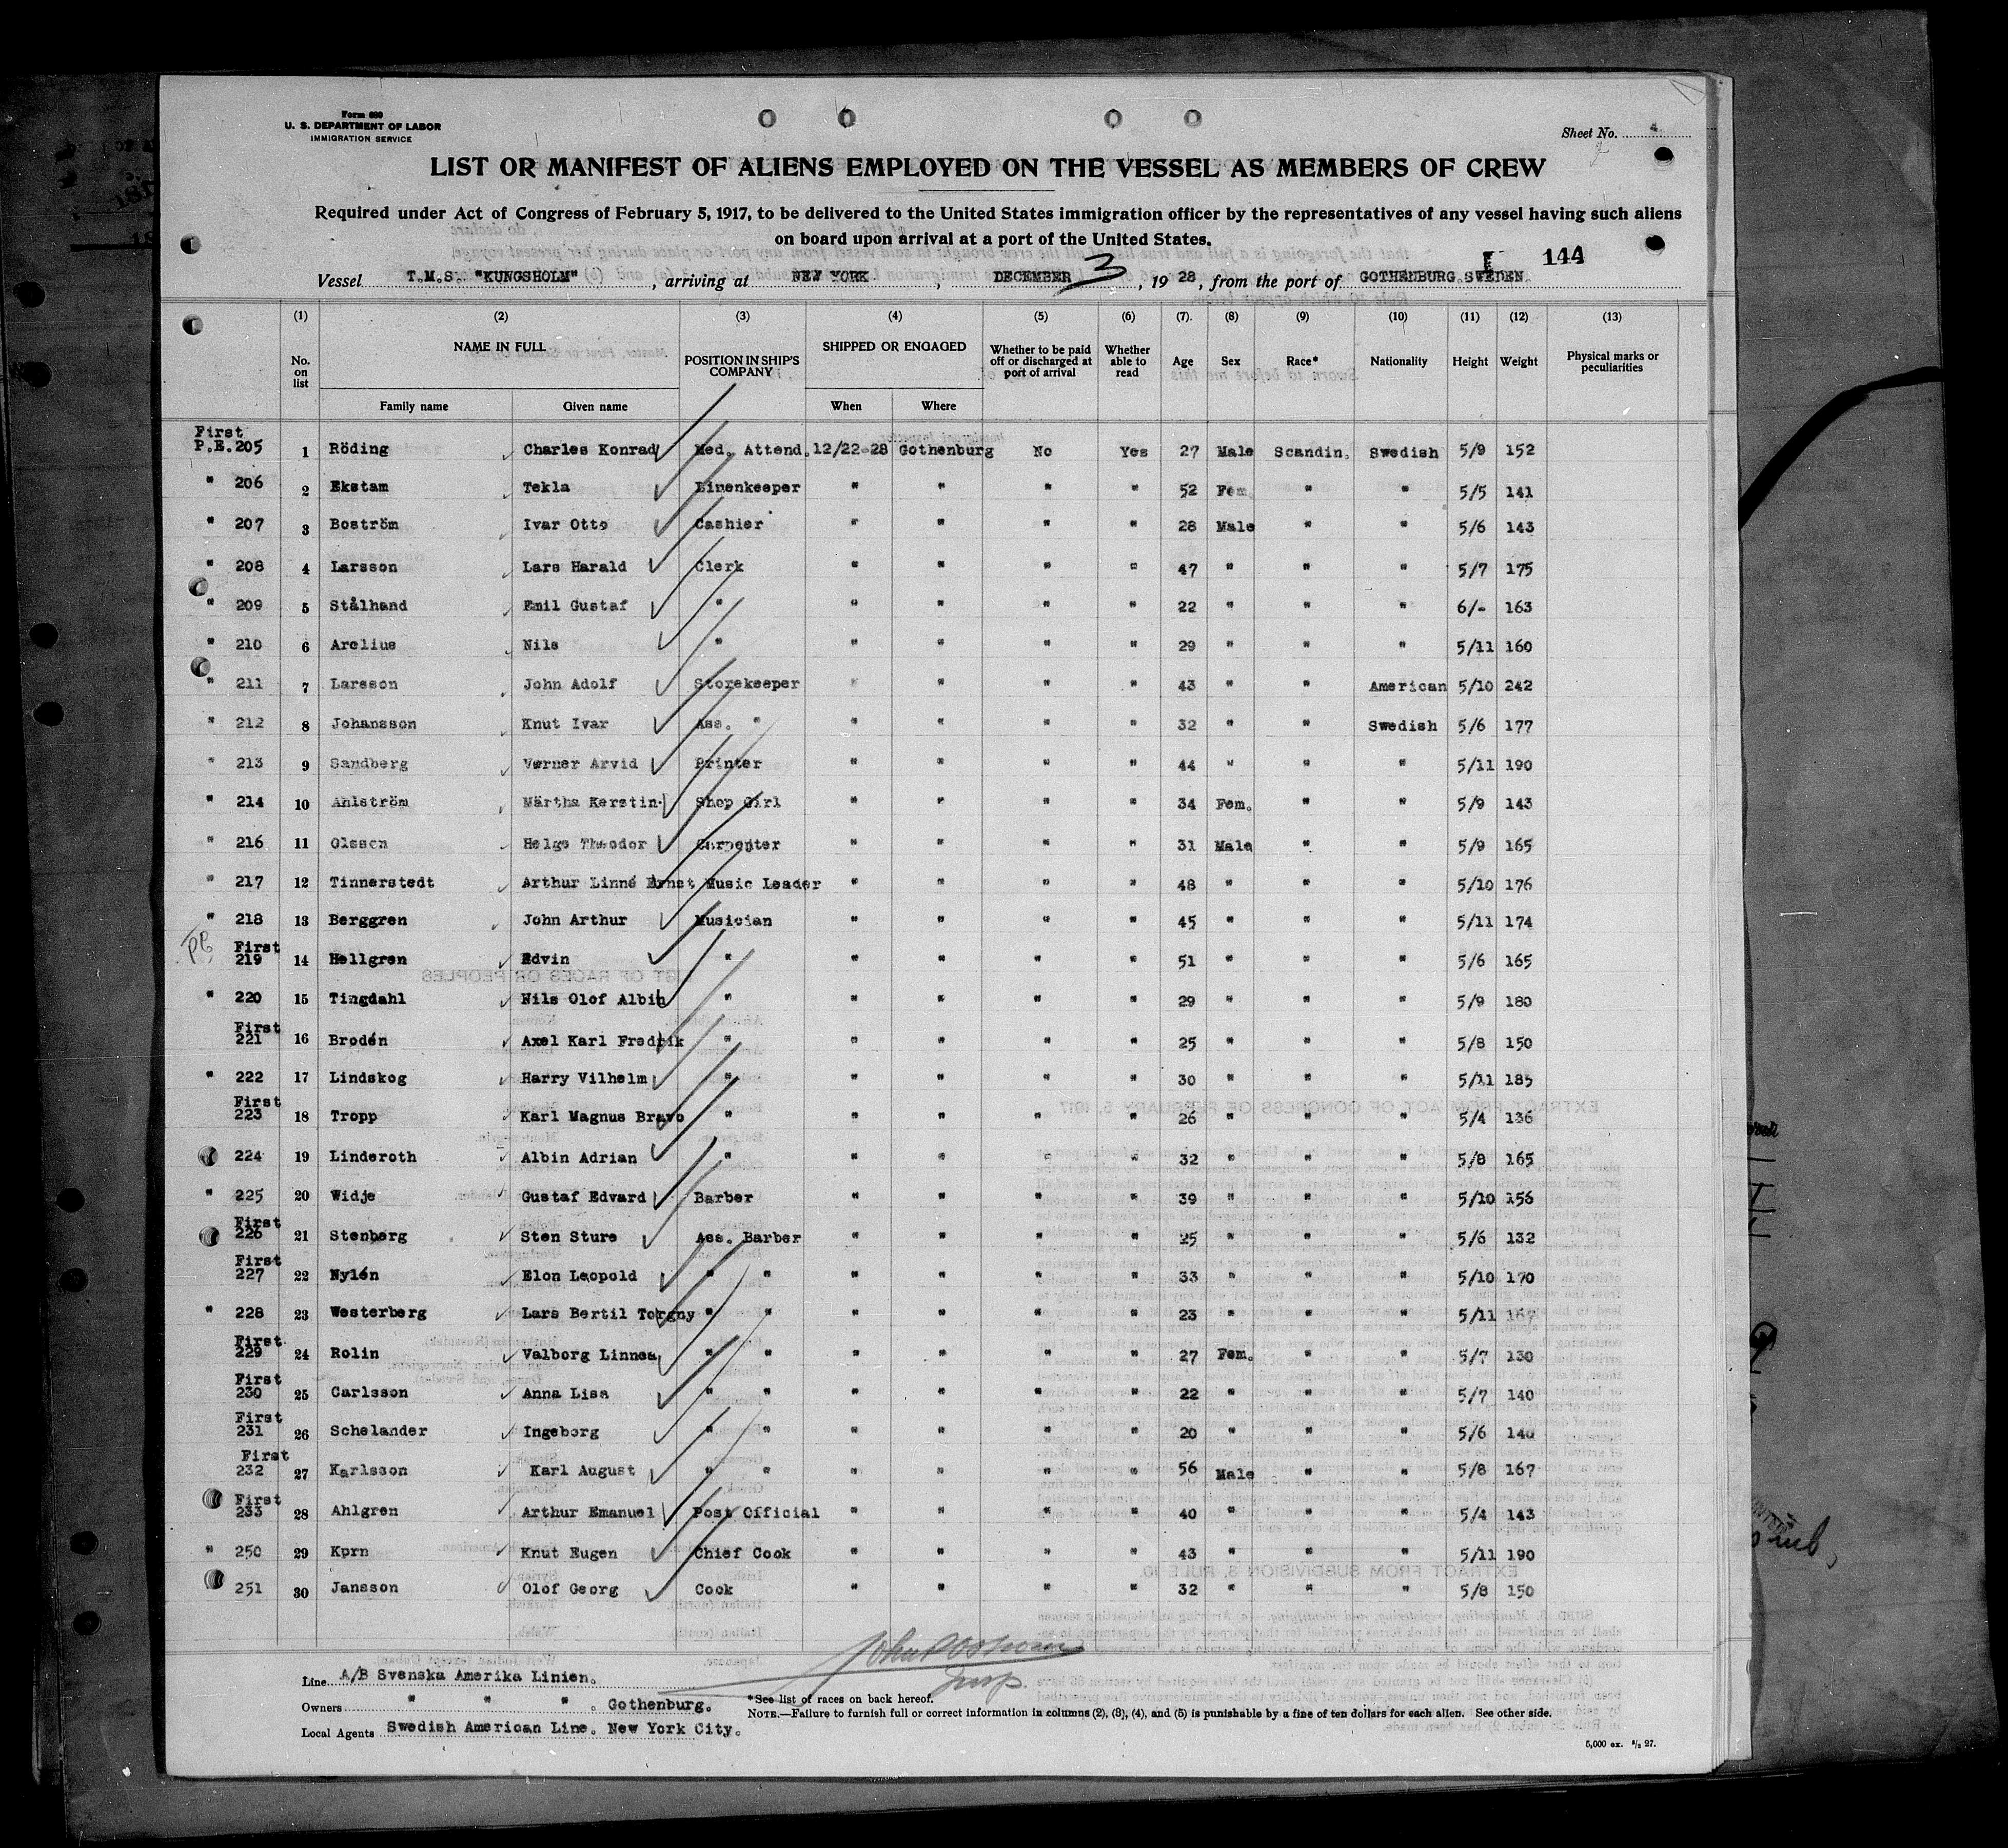 Form 680
U. S. DEPARTMENT OF LABOR
IMMIGRATION SERVICE
Sheet No. 4
LIST OR MANIFEST OF ALIENS EMPLOYED ON THE VESSEL AS MEMBERS OF CREW
Required under Act of Congress of February 5, 1917, to be delivered to the United States immigration officer by the representatives of any vessel having such aliens
on board upon arrival at a port of the United States.
144
Vessel T.M.S. "KUNGSHOLM", arriving at NEW YORK, DECEMBER 3, 1928, from the port of GOTHENBURG.SWEDEN.
(1) (2) (3) (4) (5) (6) (7) (8) (9) (10) (11) (12) (13)
No. on list NAME IN FULL POSITION IN SHIP'S COMPANY SHIPPED OR ENGAGED Whether to be paid off or discharged at port of arrival Whether able to read Age Sex Race* Nationality Height Weight Physical marks or peculiarities
Family name Given name When Where
First
P.E.205 1 Röding Charles Konrad Med. Attend. 12/22-28 Gothenburg No Yes 27 Male Scandin. Swedish 5/9 152
" 206 2 Ekstam Tekla Linenkeeper " " " " 52 Fem. " " 5/5 141
" 207 3 Boström Ivar Otto Cashier " " " " 28 Male " " 5/6 143
" 208 4 Larsson Lars Harald Clerk " " " " 47 " " " 5/7 175
" 209 5 Stålhand Emil Gustaf " " " " " 22 " " " 6/- 163
" 210 6 Arelius Nils " " " " " 29 " " " 5/11 160
" 211 7 Larsson John Adolf Storekeeper " " " " 43 " " American 5/10 242
" 212 8 Johansson Knut Ivar Ass. " " " " " 32 " " Swedish 5/6 177
" 213 9 Sandberg Verner Arvid Printer " " " " 44 " " " 5/11 190
" 214 10 Ahlström Märtha Kerstin Shop Girl " " " " 34 Fem. " " 5/9 143
" 216 11 Olsson Helge Theodor Carpenter " " " " 31 Male " " 5/9 165
" 217 12 Tinnerstedt Arthur Linné Ernst Music Leader " " " " 48 " " " 5/10 176
" 218 13 Berggren John Arthur Musician " " " " 45 " " " 5/11 174
First
219 14 Hellgren Edvin " " " " " 51 " " " 5/6 165
" 220 15 Tingdahl Nils Olof Albin " " " " " 29 " " " 5/9 180
First
221 16 Brodén Axel Karl Fredrik " " " " " 25 " " " 5/8 150
" 222 17 Lindskog Harry Vilhelm " " " " " 30 " " " 5/11 185
First
223 18 Tropp Karl Magnus Bravo " " " " " 26 " " " 5/4 136
224 19 Linderoth Albin Adrian " " " " " 32 " " " 5/8 165
" 225 20 Widje Gustaf Edvard Barber " " " " 39 " " " 5/10 156
First
226 21 Stenberg Sten Sture Ass. Barber " " " " 25 " " " 5/6 132
First
227 22 Nylén Elon Leopold " " " " " " 33 " " " 5/10 170
" 228 23 Westerberg Lars Bertil Torgny " " " " " " 23 " " " 5/11 167
First
229 24 Rolin Valborg Linnea " " " " " " 27 Fem. " " 5/7 130
First
230 25 Carlsson Anna Lisa " " " " " " 22 " " " 5/7 140
First
231 26 Schelander Ingeborg " " " " " " 20 " " " 5/6 140
First
232 27 Karlsson Karl August " " " " " " 56 Male " " 5/8 167
First
233 28 Ahlgren Arthur Emanuel Post Official " " " " 40 " " " 5/4 143
" 250 29 Kprn Knut Eugen Chief Cook " " " " 43 " " " 5/11 190
251 30 Jansson Olof Georg Cook " " " " 32 " " " 5/8 150
Line A/B Svenska Amerika Linien.
Owners " " " . Gothenburg.
Local Agents Swedish American Line. New York City.
*See list of races on back hereof.
NOTE.—Failure to furnish full or correct information in columns (2), (3), (4), and (5) is punishable by a fine of ten dollars for each alien. See other side.
5,000 ex. 4/2 27.